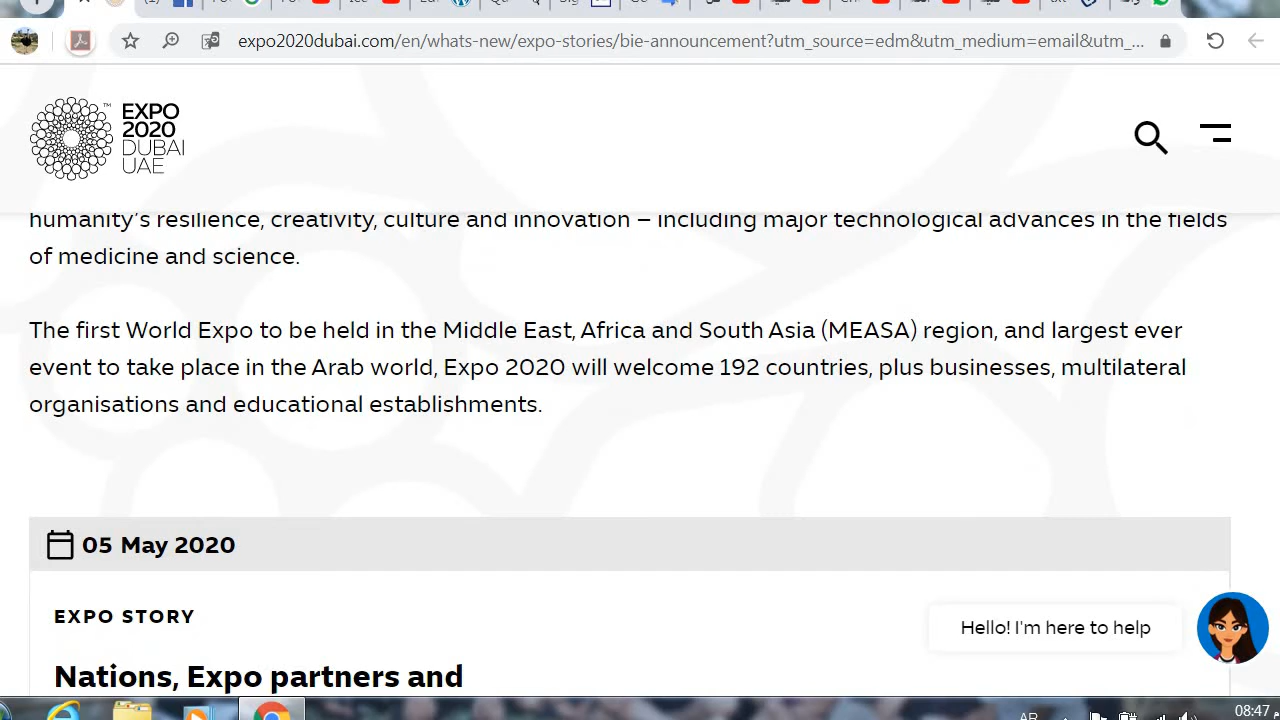 expo2020dubai.com/en/whats-new/expo-stories/bie-announcement?utm_source=edm&utm_medium=email&utm_...
EXPO
2020
DUBAI
UAE
TM
humanity's resilience, creativity, culture and innovation – including major technological advances in the fields
of medicine and science.
The first World Expo to be held in the Middle East, Africa and South Asia (MEASA) region, and largest ever
event to take place in the Arab world, Expo 2020 will welcome 192 countries, plus businesses, multilateral
organisations and educational establishments.
05 May 2020
EXPO STORY
Hello! I'm here to help
Nations, Expo partners and
AR
08:47